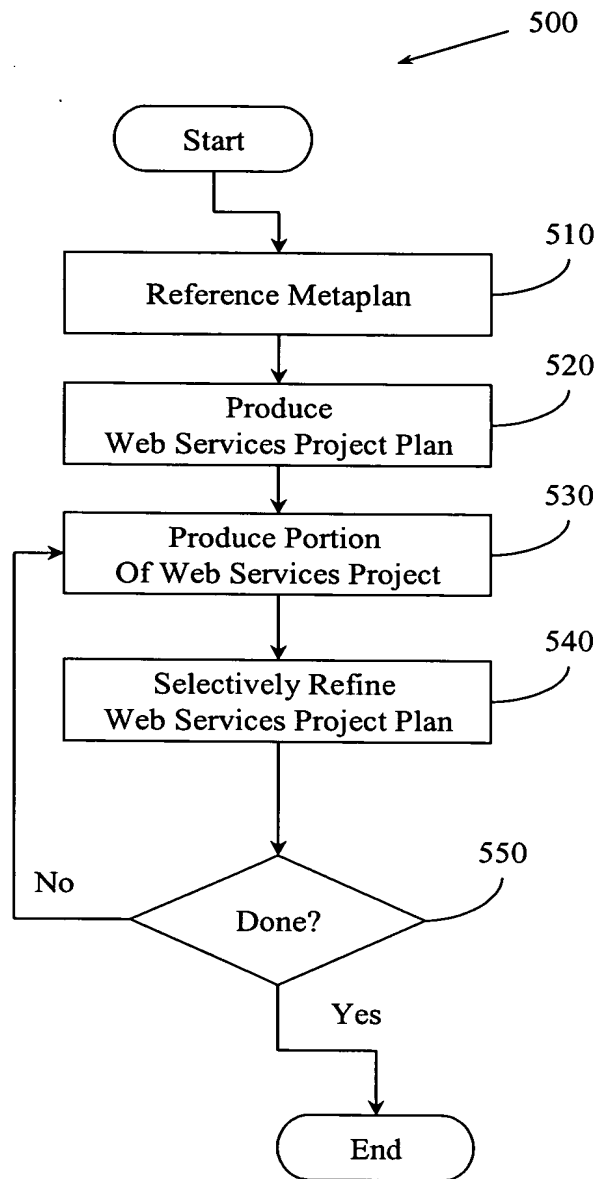 500
Start
510
Reference Metaplan
520
Produce
Web Services Project Plan
530
Produce Portion
Of Web Services Project
540
Selectively Refine
Web Services Project Plan
550
No
Done?
Yes
End